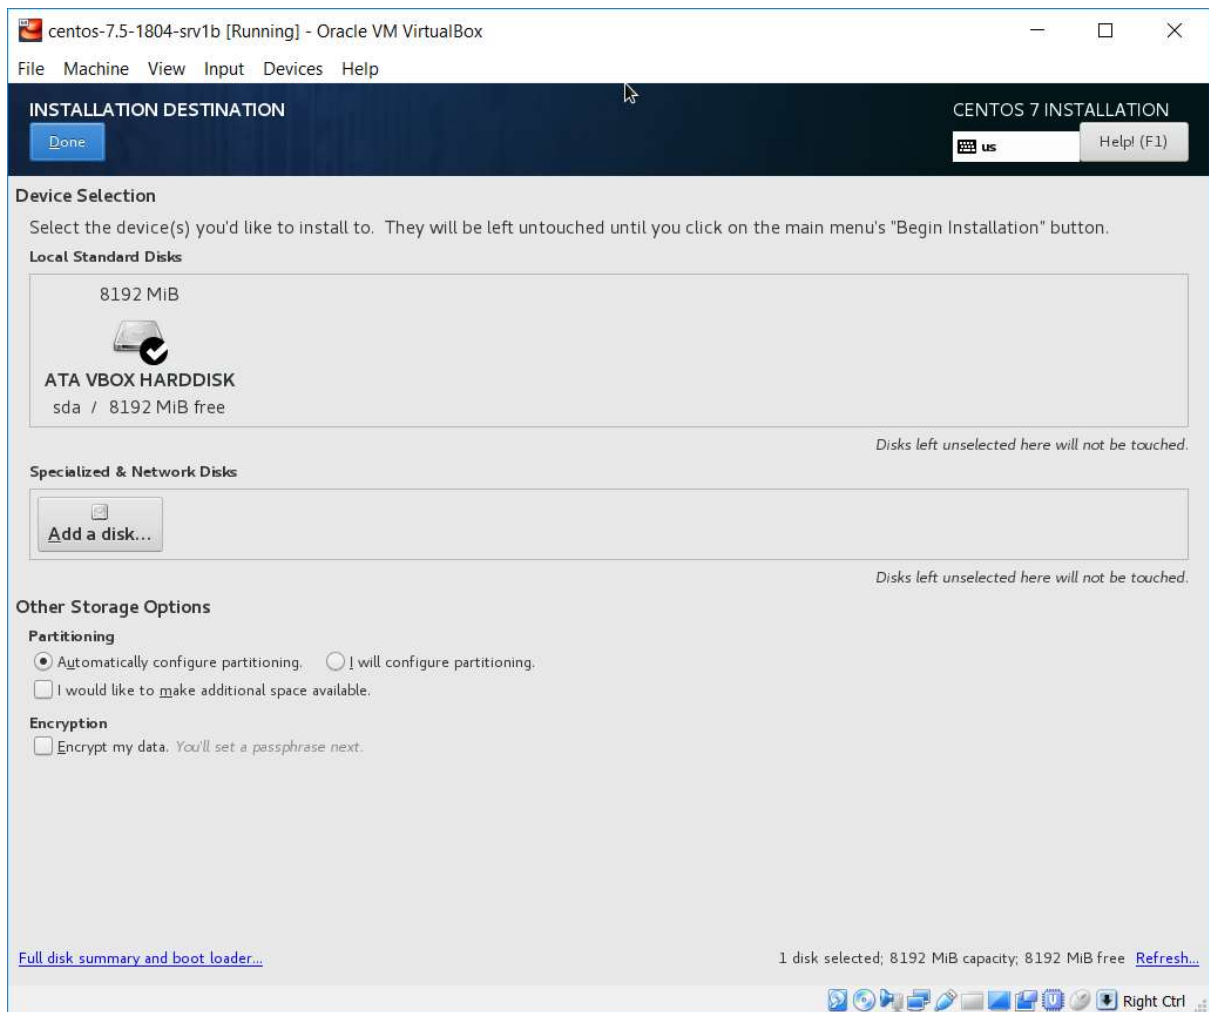 centos-7.5-1804-srv1b [Running] - Oracle VM VirtualBox
File Machine View Input Devices Help
INSTALLATION DESTINATION
CENTOS 7 INSTALLATION
Done
us
Help! (F1)
Device Selection
Select the device(s) you'd like to install to. They will be left untouched until you click on the main menu's "Begin Installation" button.
Local Standard Disks
8192 MiB
ATA VBOX HARDDISK
sda / 8192 MiB free
Disks left unselected here will not be touched.
Specialized & Network Disks
Add a disk...
Disks left unselected here will not be touched.
Other Storage Options
Partitioning
Automatically configure partitioning. I will configure partitioning.
I would like to make additional space available.
Encryption
Encrypt my data. You'll set a passphrase next.
Full disk summary and boot loader...
1 disk selected; 8192 MiB capacity; 8192 MiB free Refresh...
Right Ctrl